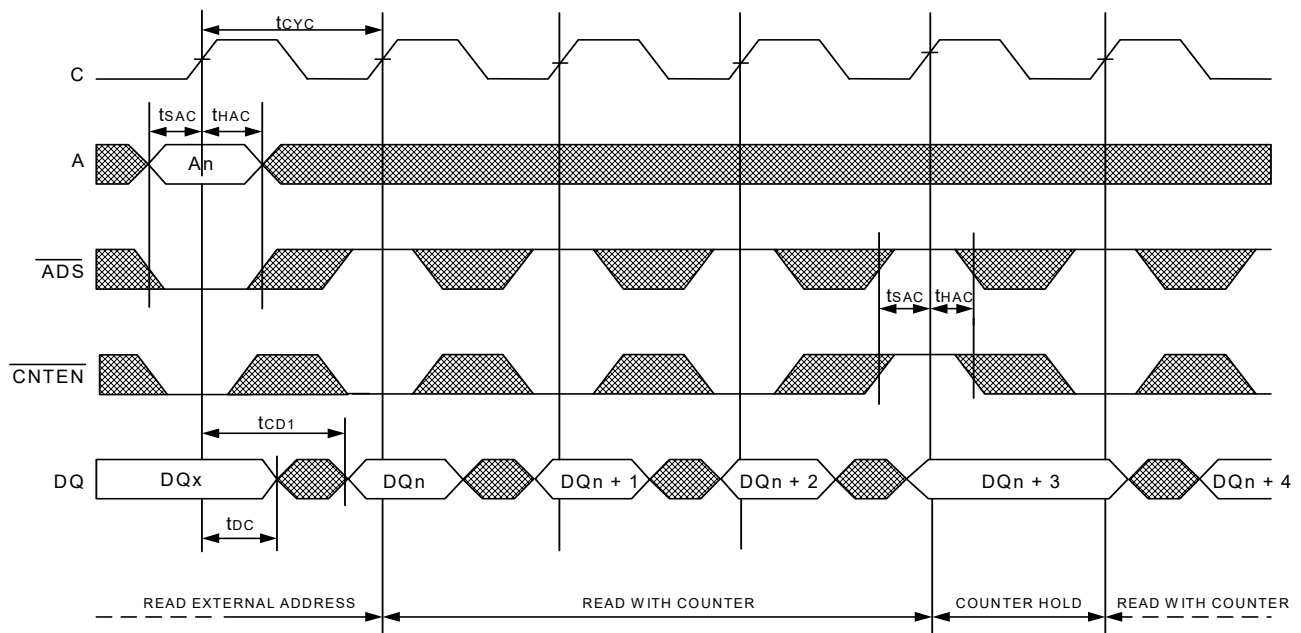 tCYC
C
tSAC tHAC
A An
ADS
tSAC tHAC
CNTEN
tCD1
DQ DQx DQn DQn + 1 DQn + 2 DQn + 3 DQn + 4
tDC
READ EXTERNAL ADDRESS READ WITH COUNTER COUNTER HOLD READ WITH COUNTER